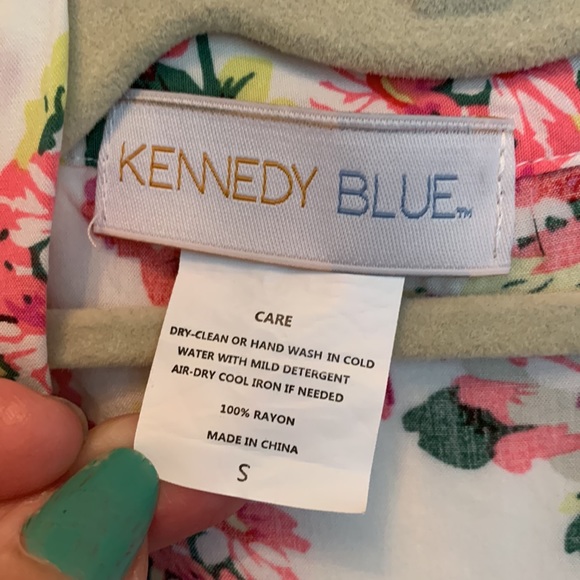 KENNEDY BLUE™
CARE
DRY-CLEAN OR HAND WASH IN COLD
WATER WITH MILD DETERGENT
AIR-DRY COOL IRON IF NEEDED
100% RAYON
MADE IN CHINA
S